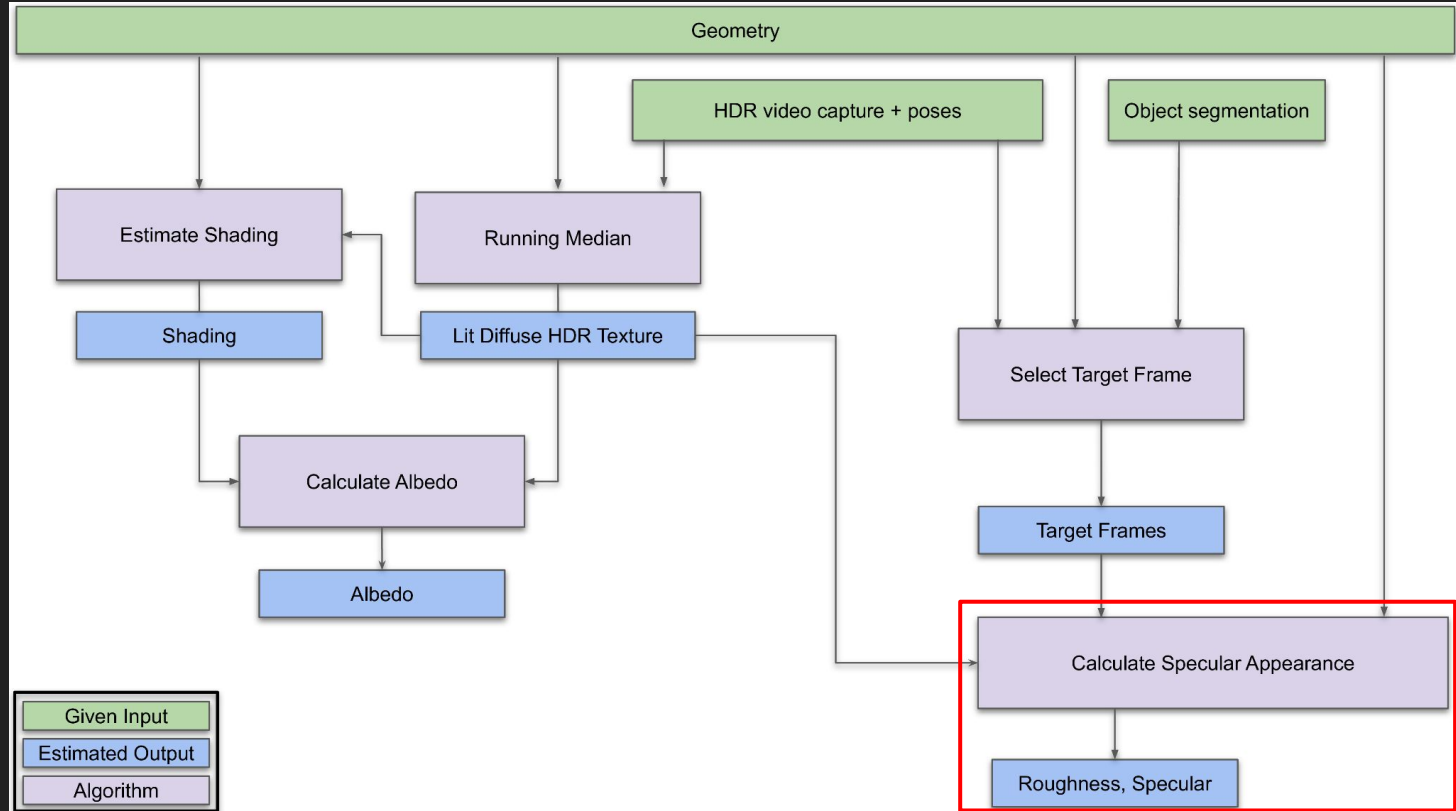 Geometry
HDR video capture + poses
Object segmentation
Estimate Shading
Running Median
Shading
Lit Diffuse HDR Texture
Select Target Frame
Calculate Albedo
Target Frames
Albedo
Calculate Specular Appearance
Roughness, Specular
Given Input
Estimated Output
Algorithm